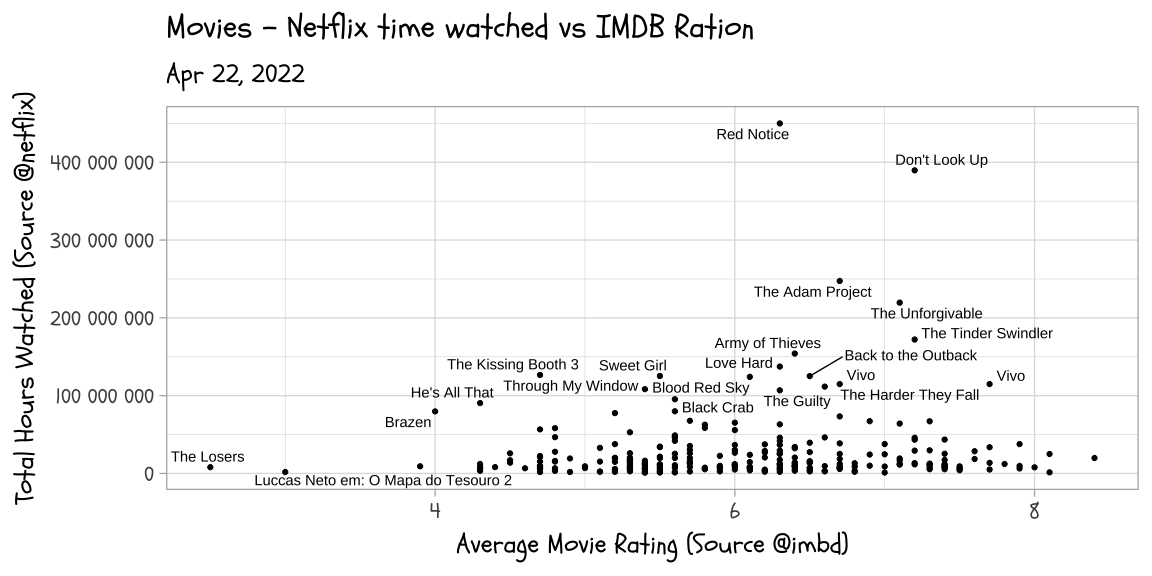 Movies – Netflix time watched vs IMDB Ration
Apr 22, 2022
Total Hours Watched (Source @netflix)
400 000 000
300 000 000
200 000 000
100 000 000
0
Red Notice
Don't Look Up
The Adam Project
The Unforgivable
The Tinder Swindler
Army of Thieves
Back to the Outback
The Kissing Booth 3
Sweet Girl
Love Hard
Vivo
Vivo
He's All That
Through My Window
Blood Red Sky
The Guilty
The Harder They Fall
Brazen
Black Crab
The Losers
Luccas Neto em: O Mapa do Tesouro 2
4
6
8
Average Movie Rating (Source @imbd)